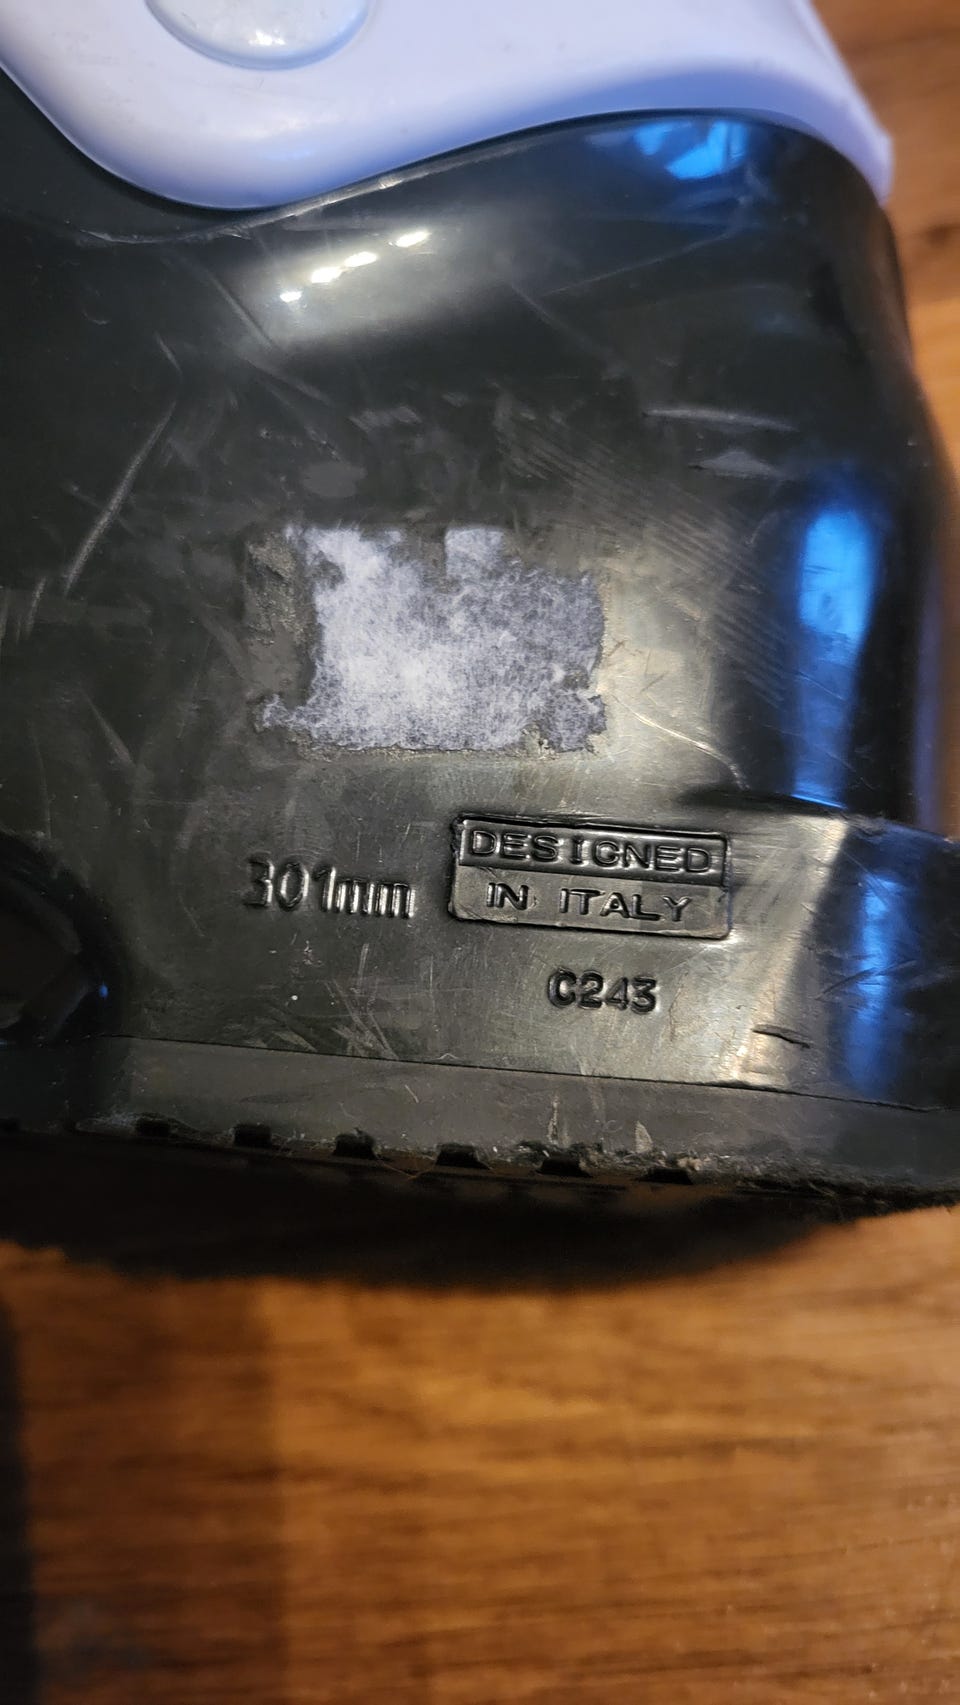 301mm
DESIGNED
IN ITALY
C243